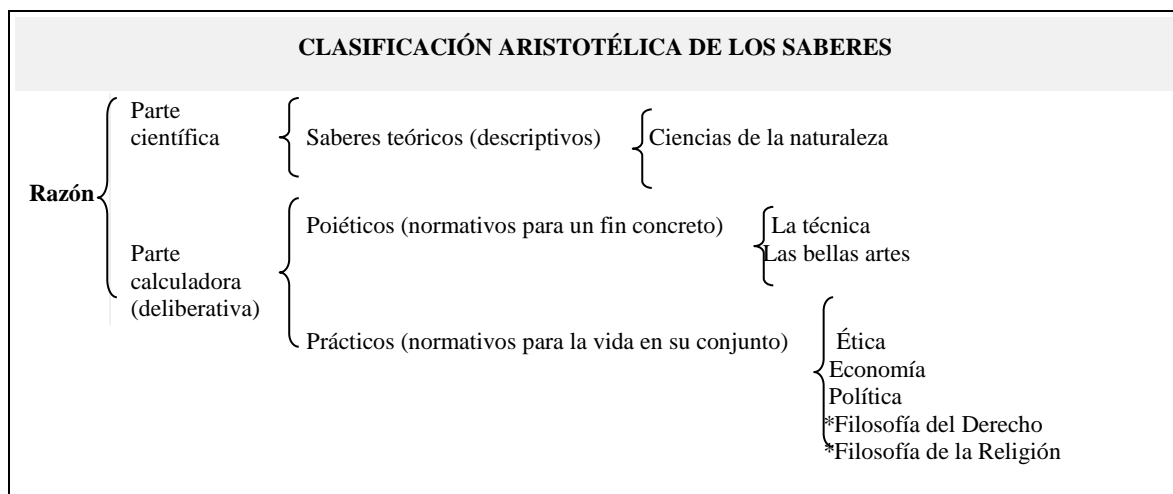 CLASIFICACIÓN ARISTOTÉLICA DE LOS SABERES
Razón
Parte
científica
Saberes teóricos (descriptivos)
Ciencias de la naturaleza
Parte
calculadora
(deliberativa)
Poiéticos (normativos para un fin concreto)
La técnica
Las bellas artes
Prácticos (normativos para la vida en su conjunto)
Ética
Economía
Política
*Filosofía del Derecho
*Filosofía de la Religión